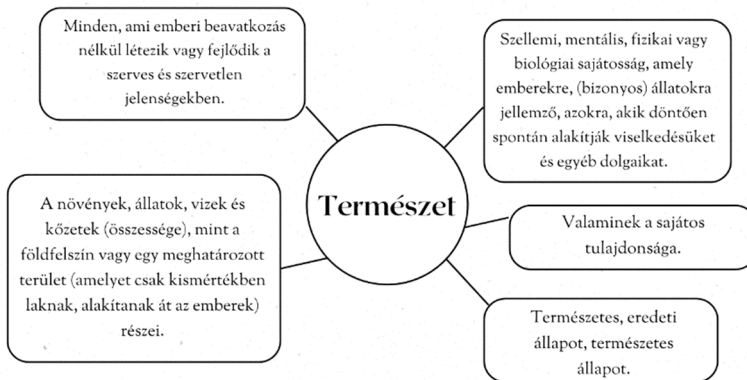 Minden, ami emberi beavatkozás
nélkül létezik vagy fejlődik a
szerves és szervetlen
jelenségekben.
Szellemi, mentális, fizikai vagy
biológiai sajátosság, amely
emberekre, (bizonyos) állatokra
jellemző, azokra, akik döntően
spontán alakítják viselkedésüket
és egyéb dolgaikat.
Természet
A növények, állatok, vizek és
kőzetek (összessége), mint a
földfelszín vagy egy meghatározott
terület (amelyet csak kismértékben
laknak, alakítanak át az emberek)
részei.
Valaminek a sajátos
tulajdonsága.
Természetes, eredeti
állapot, természetes
állapot.